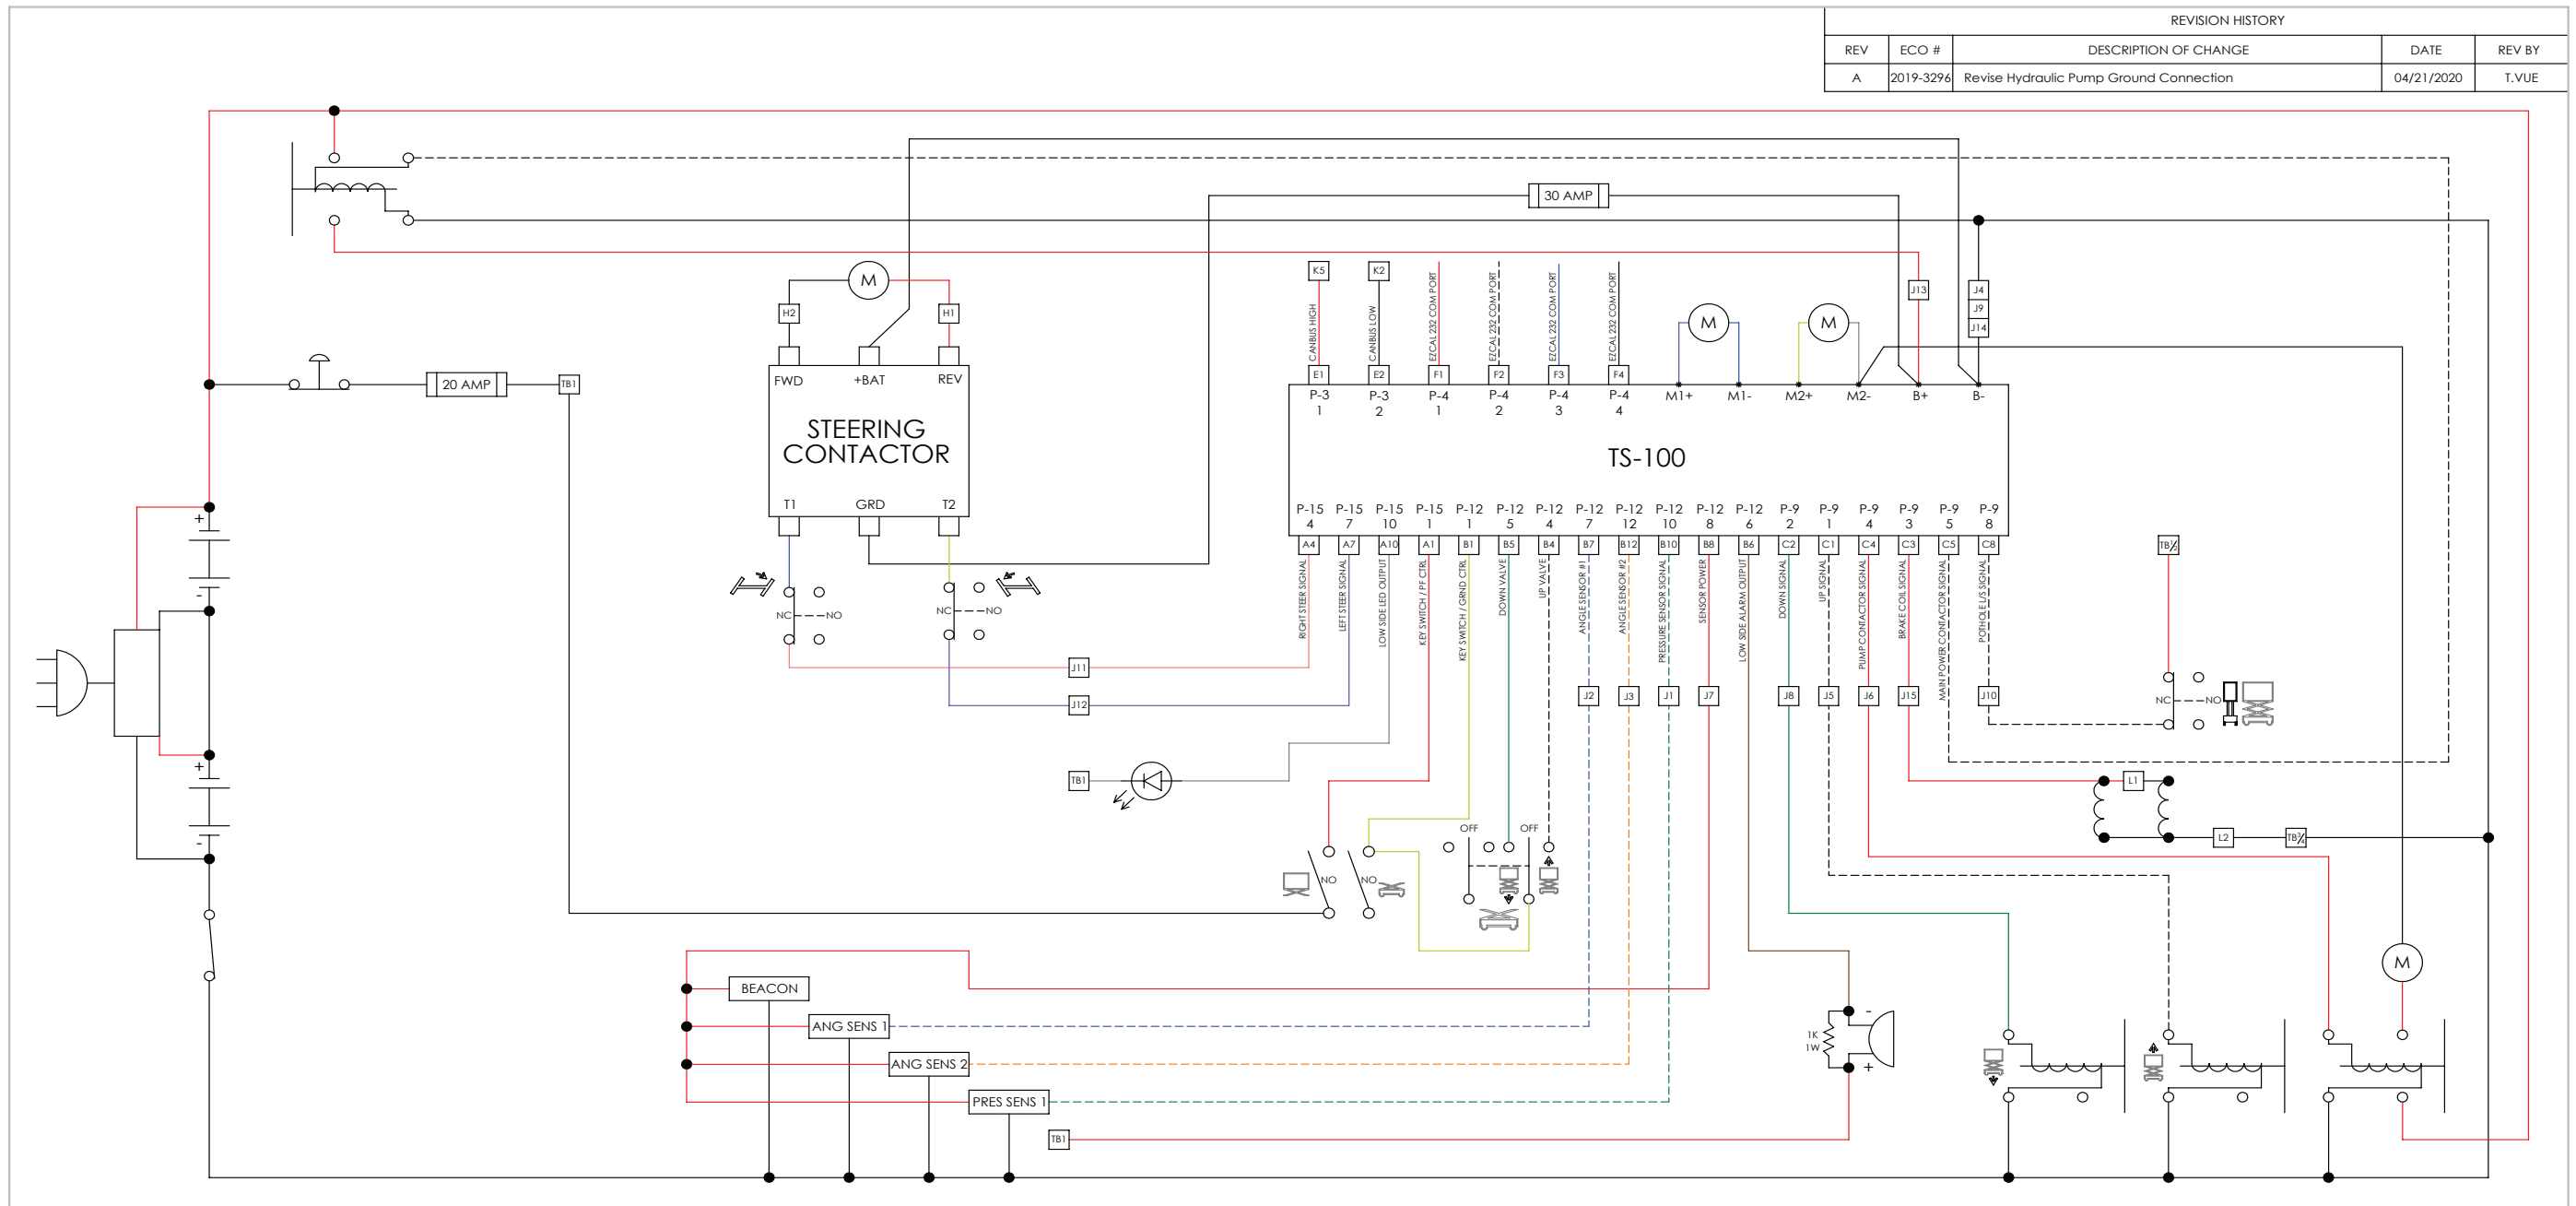 REVISION HISTORY
REV ECO # DESCRIPTION OF CHANGE DATE REV BY
A 2019-3296 Revise Hydraulic Pump Ground Connection 04/21/2020 T.VUE
30 AMP
K5 K2
CANBUS HIGH
CANBUS LOW
EZCAL 232 COM PORT
EZCAL 232 COM PORT
EZCAL 232 COM PORT
EZCAL 232 COM PORT
M
M
M
J13
J4
J9
J14
H2
H1
E1 E2 F1 F2 F3 F4
20 AMP
TB1
FWD +BAT REV
STEERING
CONTACTOR
T1 GRD T2
P-3 P-3 P-4 P-4 P-4 P-4 M1+ M1- M2+ M2- B+ B-
1 2 1 2 3 4
TS-100
P-15 P-15 P-15 P-15 P-12 P-12 P-12 P-12 P-12 P-12 P-12 P-12 P-9 P-9 P-9 P-9 P-9 P-9
4 7 10 1 1 5 4 7 12 10 8 6 2 1 4 3 5 8
A4 A7 A10 A1 B1 B5 B4 B7 B12 B10 B8 B6 C2 C1 C4 C3 C5 C8
TB1/2
RIGHT STEER SIGNAL
LEFT STEER SIGNAL
LOW SIDE LED OUTPUT
KEY SWITCH / PF CTRL
KEY SWITCH / GRND CTRL
DOWN VALVE
UP VALVE
ANGLE SENSOR #1
ANGLE SENSOR #2
PRESSURE SENSOR SIGNAL
SENSOR POWER
LOW SIDE ALARM OUTPUT
DOWN SIGNAL
UP SIGNAL
PUMP CONTACTOR SIGNAL
BRAKE COIL SIGNAL
MAIN POWER CONTACTOR SIGNAL
POTHOLE L/S SIGNAL
+
-
NC NO
NC NO
J11
J12
J2 J3 J1 J7 J8 J5 J6 J15 J10
NC NO
+
-
TB1
L1
L2
TB3/4
OFF OFF
NO
NO
M
BEACON
ANG SENS 1
ANG SENS 2
PRES SENS 1
TB1
-
1K
1W
+